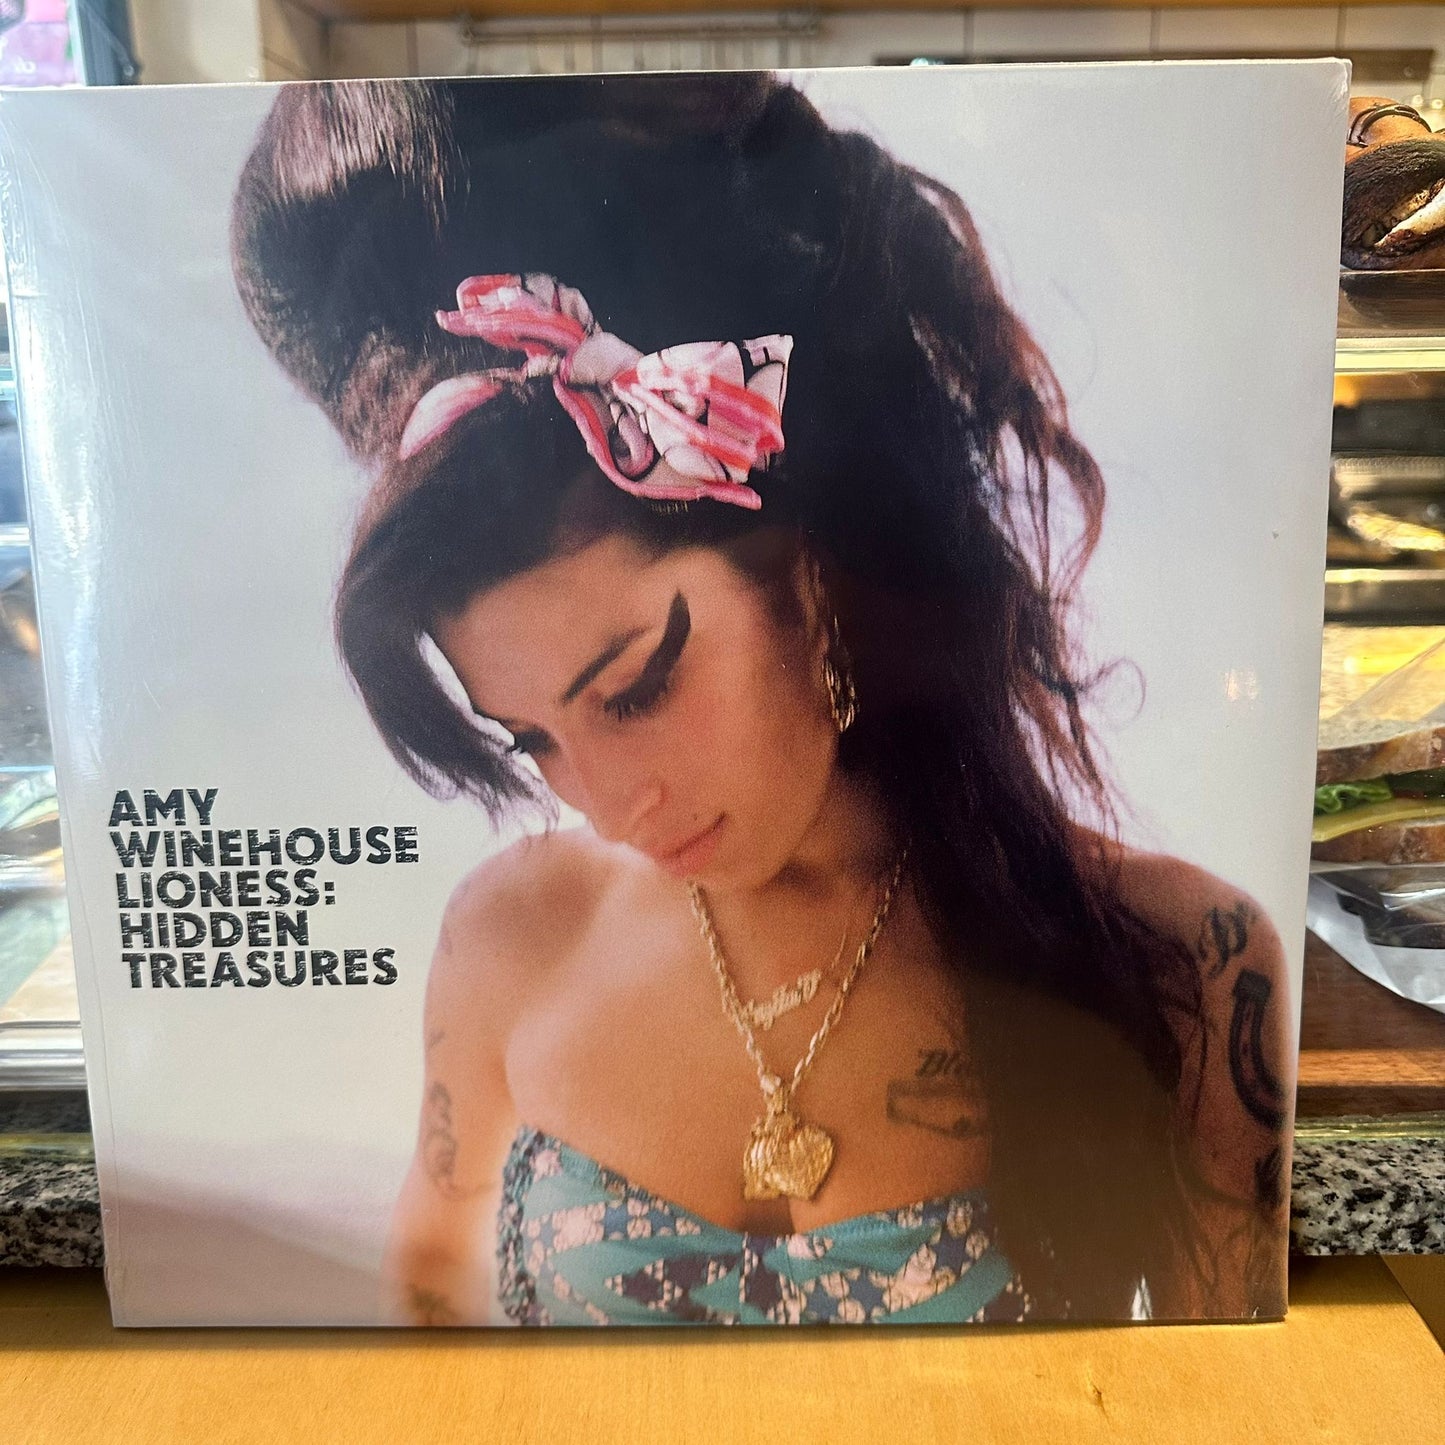 AMY
WINEHOUSE
LIONESS:
HIDDEN
TREASURES